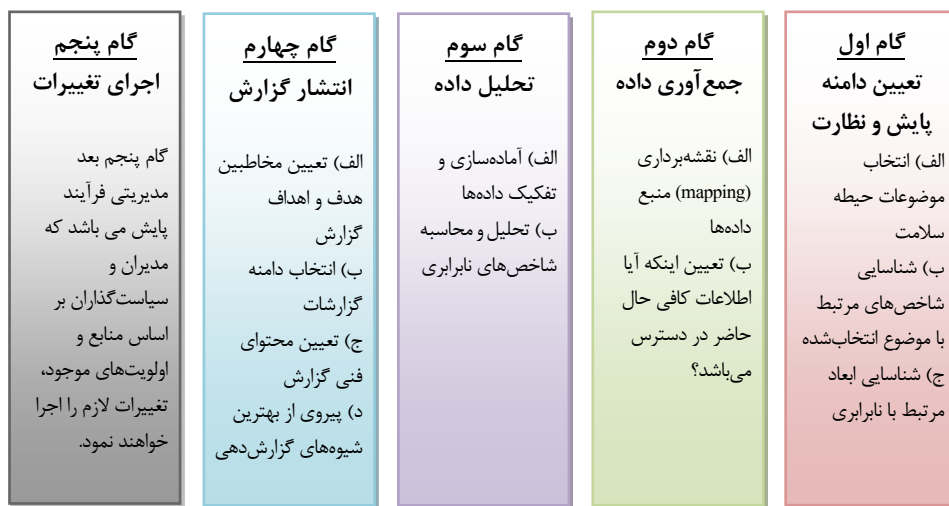 گام اول
تعیین دامنه
پایش و نظارت
الف) انتخاب
موضوعات حیطه
سلامت
ب) شناسایی
شاخص‌های مرتبط
با موضوع انتخاب‌شده
ج) شناسایی ابعاد
مرتبط با نابرابری
گام دوم
جمع‌آوری داده
الف) نقشه‌برداری
(mapping) منبع
داده‌ها
ب) تعیین اینکه آیا
اطلاعات کافی حال
حاضر در دسترس
می‌باشد؟
گام سوم
تحلیل داده
الف) آماده‌سازی و
تفکیک داده‌ها
ب) تحلیل و محاسبه
شاخص‌های نابرابری
گام چهارم
انتشار گزارش
الف) تعیین مخاطبین
هدف و اهداف
گزارش
ب) انتخاب دامنه
گزارشات
ج) تعیین محتوای
فنی گزارش
د) پیروی از بهترین
شیوه‌های گزارش‌دهی
گام پنجم
اجرای تغییرات
گام پنجم بعد
مدیریتی فرآیند
پایش می باشد که
مدیران و
سیاست‌گذاران بر
اساس منابع و
اولویت‌های موجود،
تغییرات لازم را اجرا
خواهند نمود.